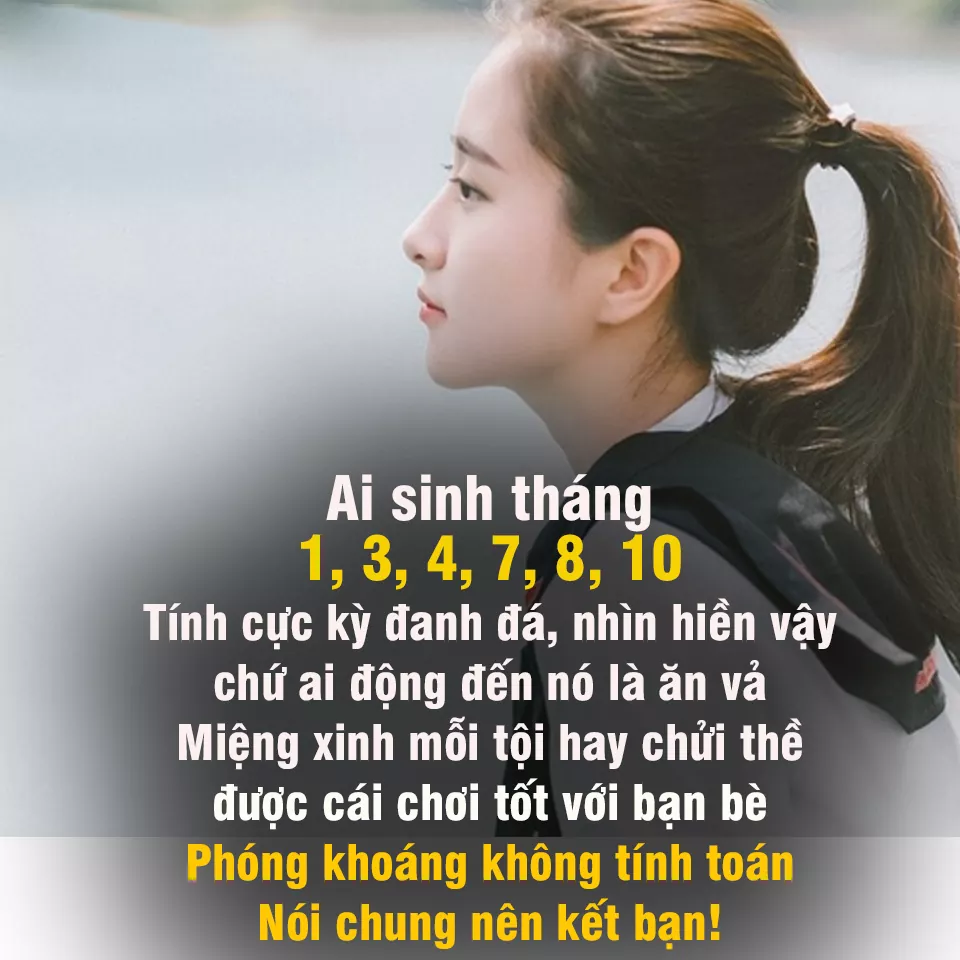 Ai sinh tháng
1, 3, 4, 7, 8, 10
Tính cực kỳ đanh đá, nhìn hiền vậy
chứ ai động đến nó là ăn vả
Miệng xinh mỗi tội hay chửi thề
được cái chơi tốt với bạn bè
Phóng khoáng không tính toán
Nói chung nên kết bạn!